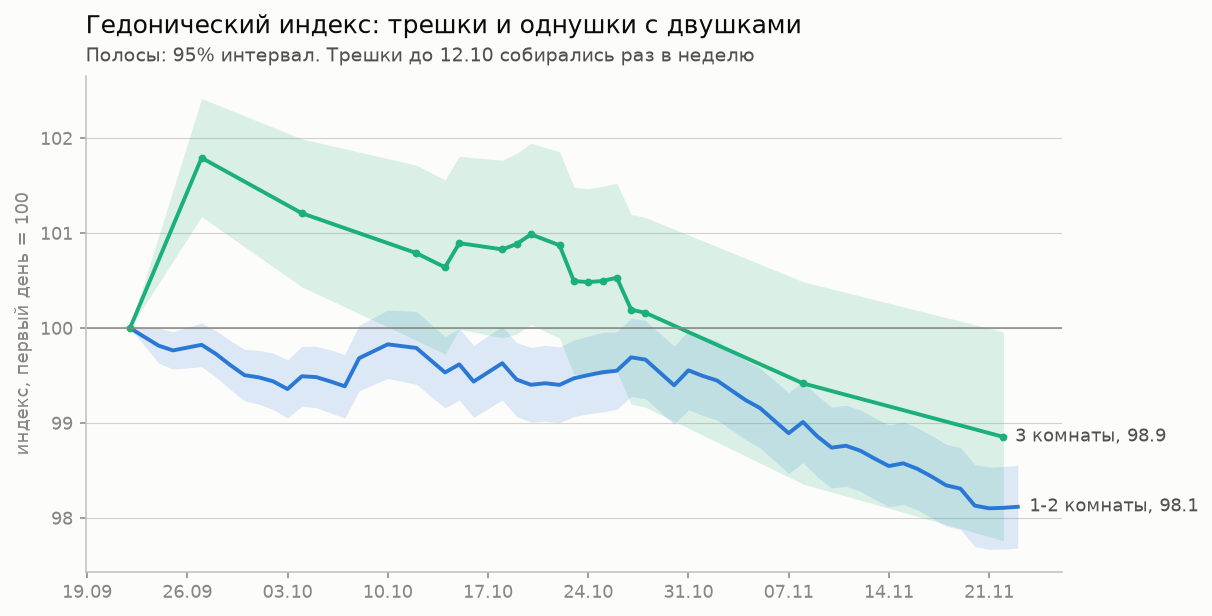 Гедонический индекс: трешки и однушки с двушками
Полосы: 95% интервал. Трешки до 12.10 собирались раз в неделю
индекс, первый день = 100
102
101
100
99
98
3 комнаты, 98.9
1-2 комнаты, 98.1
19.09 26.09 03.10 10.10 17.10 24.10 31.10 07.11 14.11 21.11